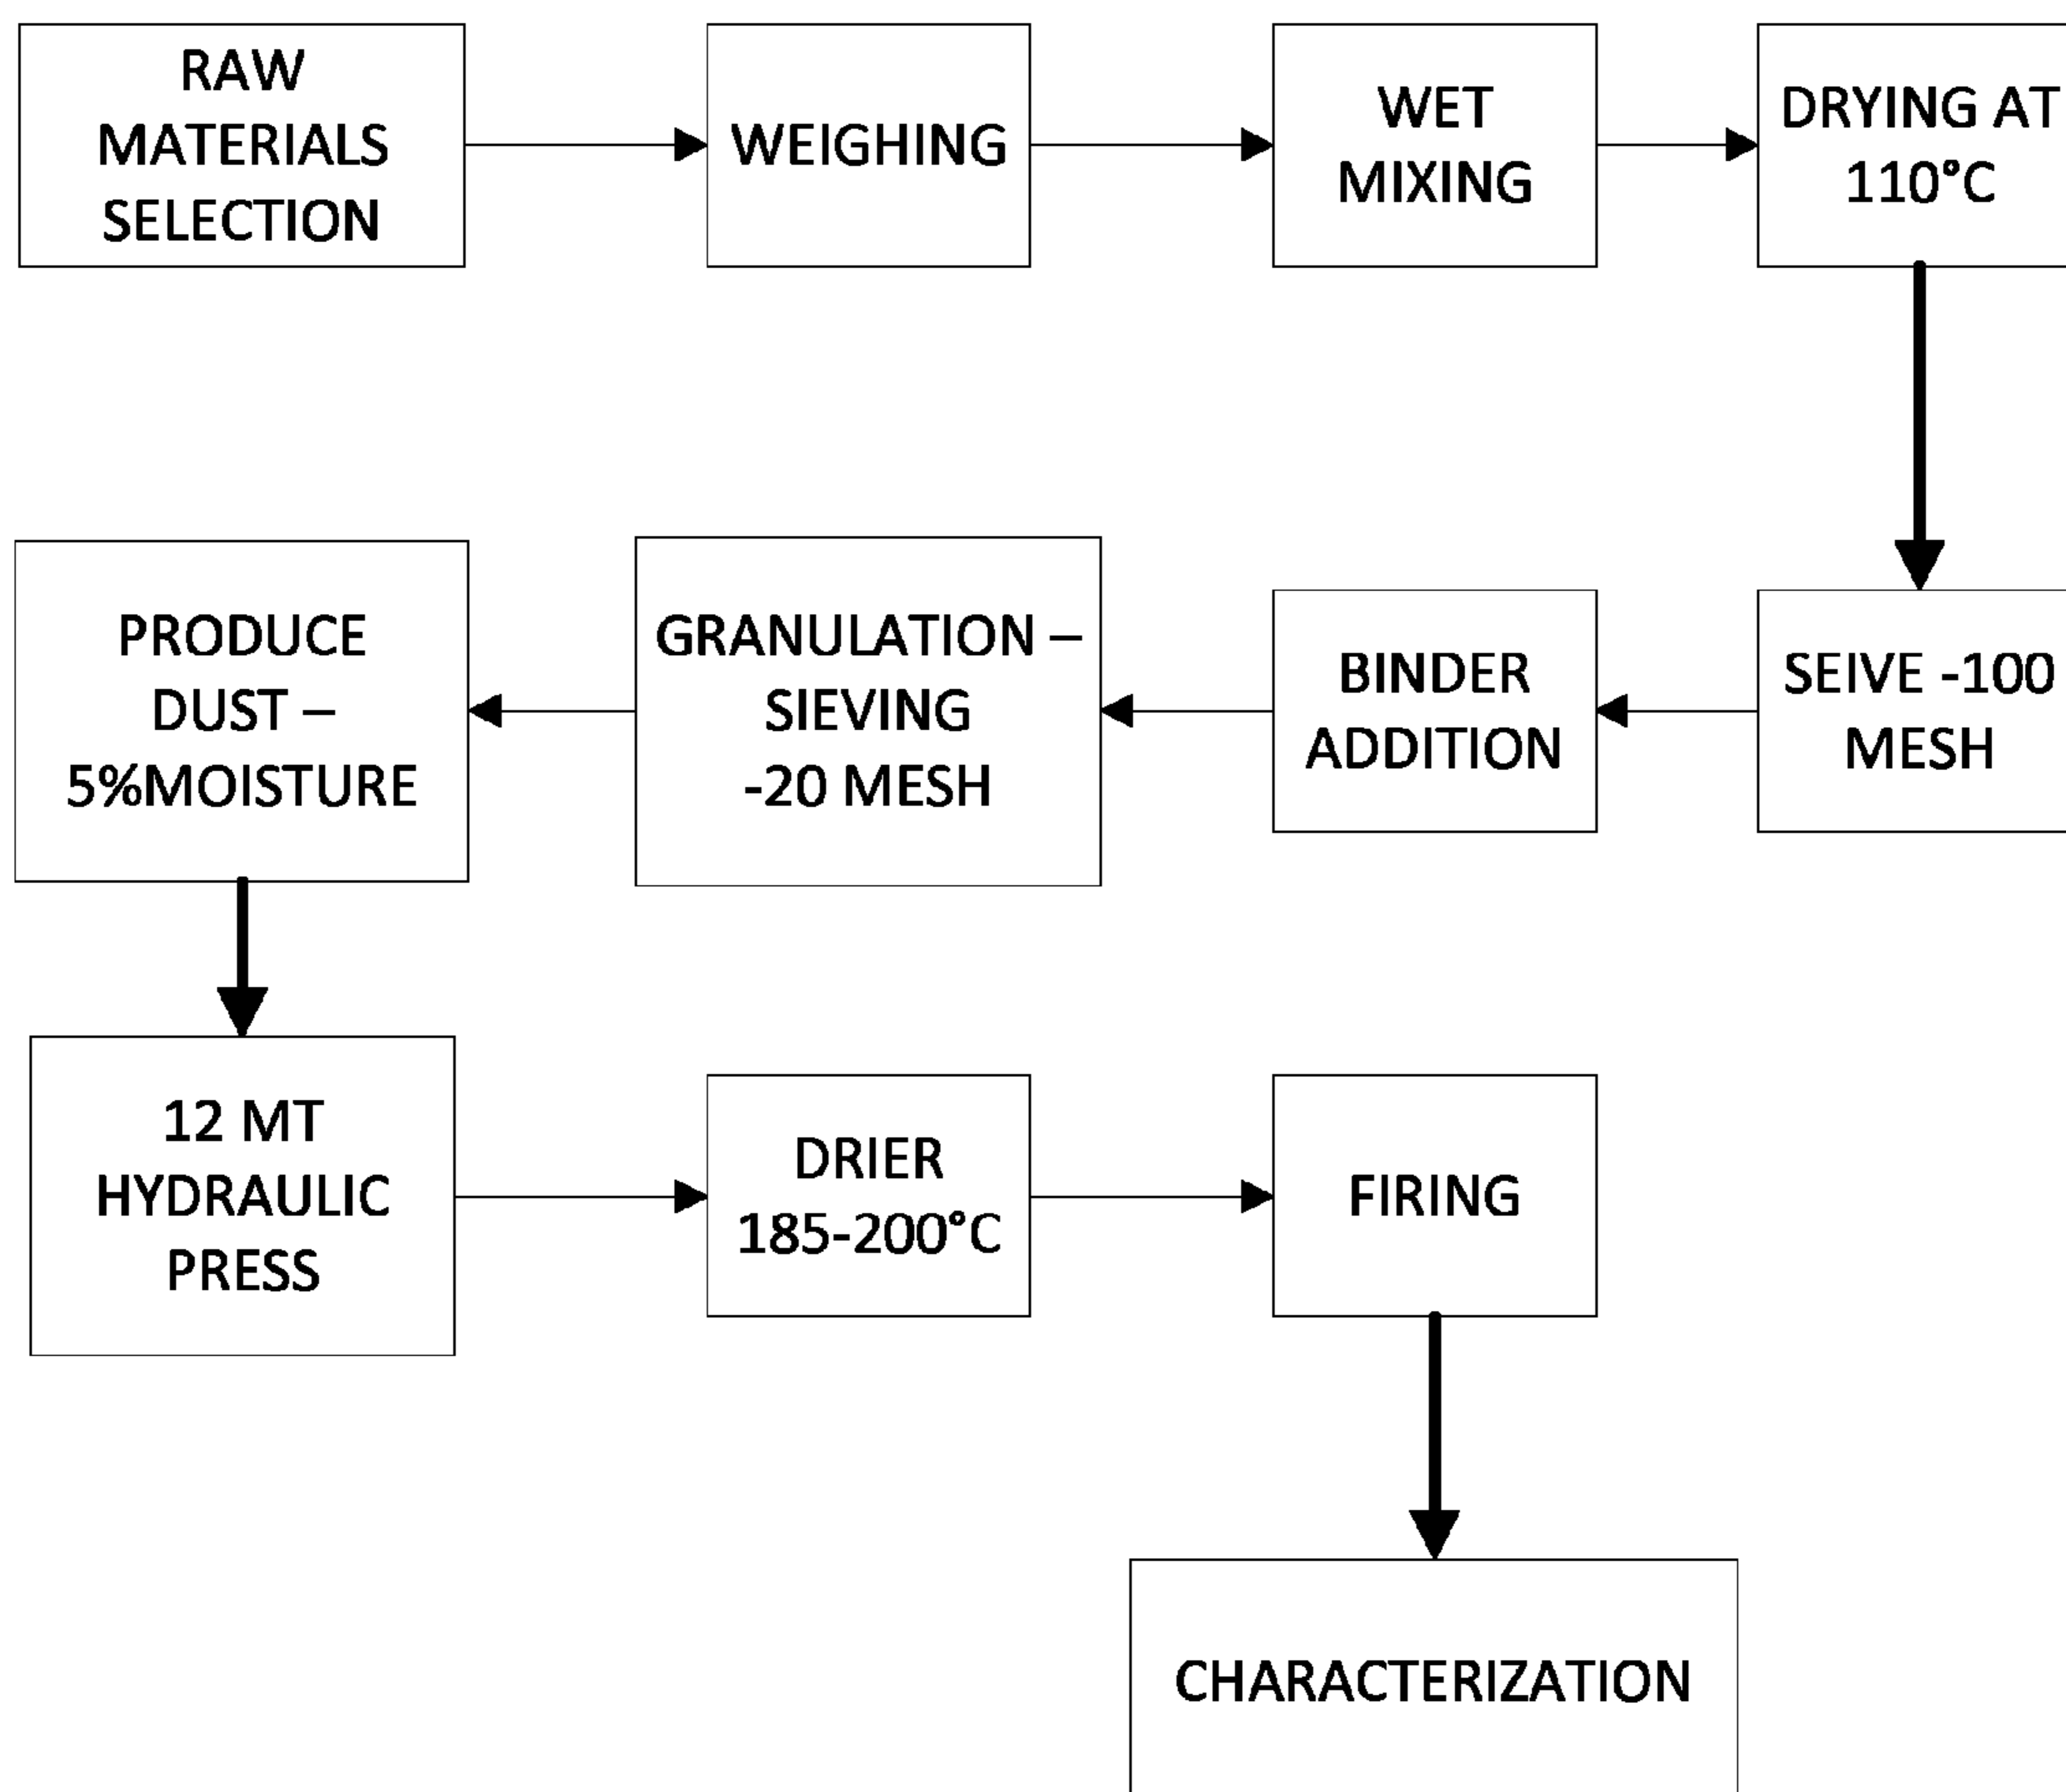 RAW
MATERIALS
SELECTION
WEIGHING
WET
MIXING
DRYING AT
110°C
SEIVE -100
MESH
BINDER
ADDITION
GRANULATION –
SIEVING
-20 MESH
PRODUCE
DUST –
5%MOISTURE
12 MT
HYDRAULIC
PRESS
DRIER
185-200°C
FIRING
CHARACTERIZATION